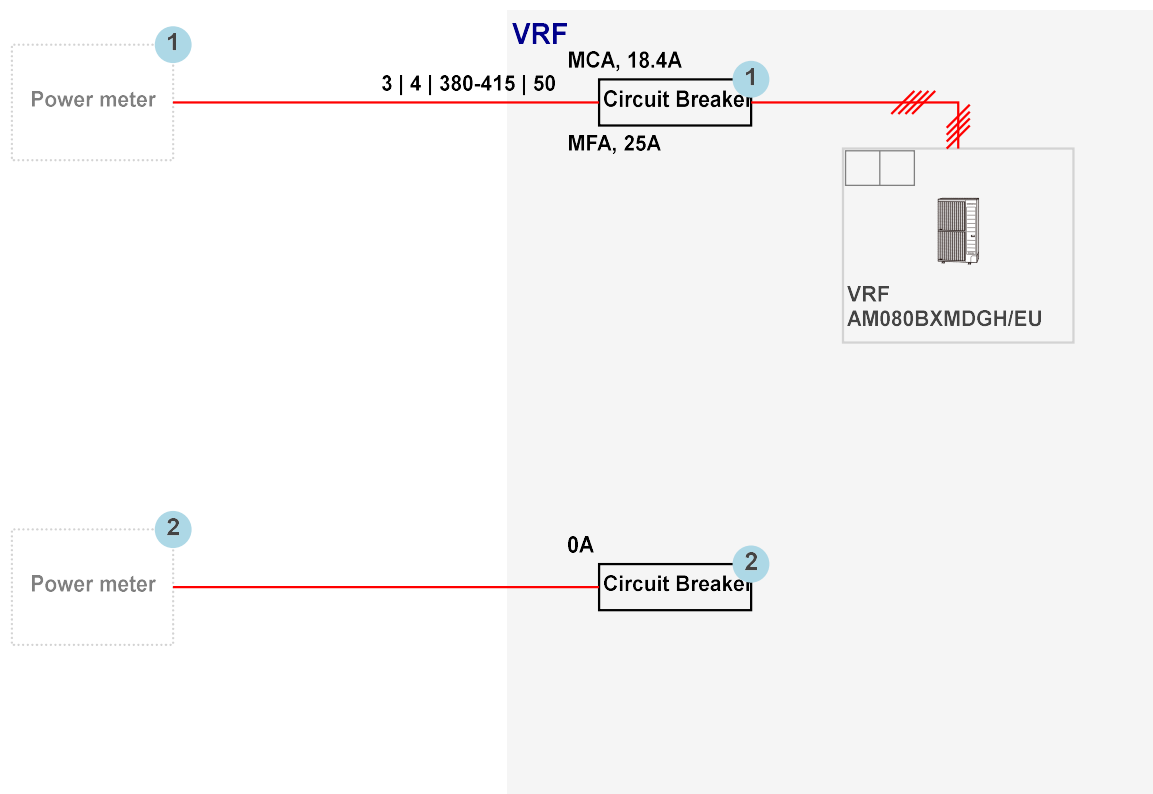 VRF
1
MCA, 18.4A
3 | 4 | 380-415 | 50
1
Power meter
Circuit Breaker
MFA, 25A
VRF
AM080BXMDGH/EU
2
0A
2
Power meter
Circuit Breaker